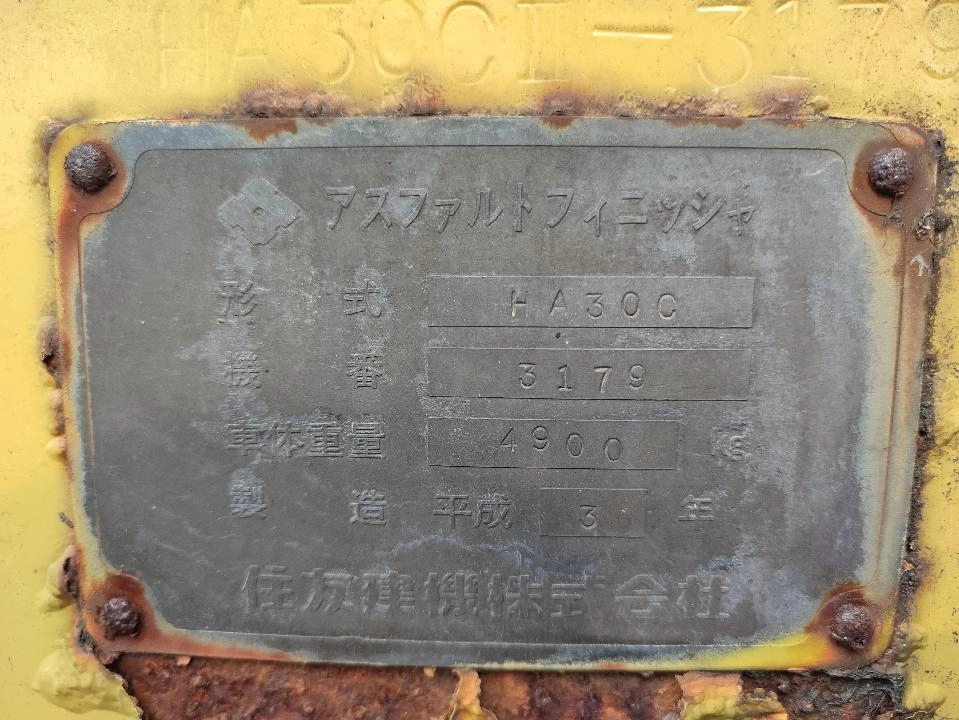 HA30CII-3179
アスファルトフィニッシャ
形式 HA30C
機番 3179
車体重量 4900 KG
製造 平成 3 年
住友建機株式会社